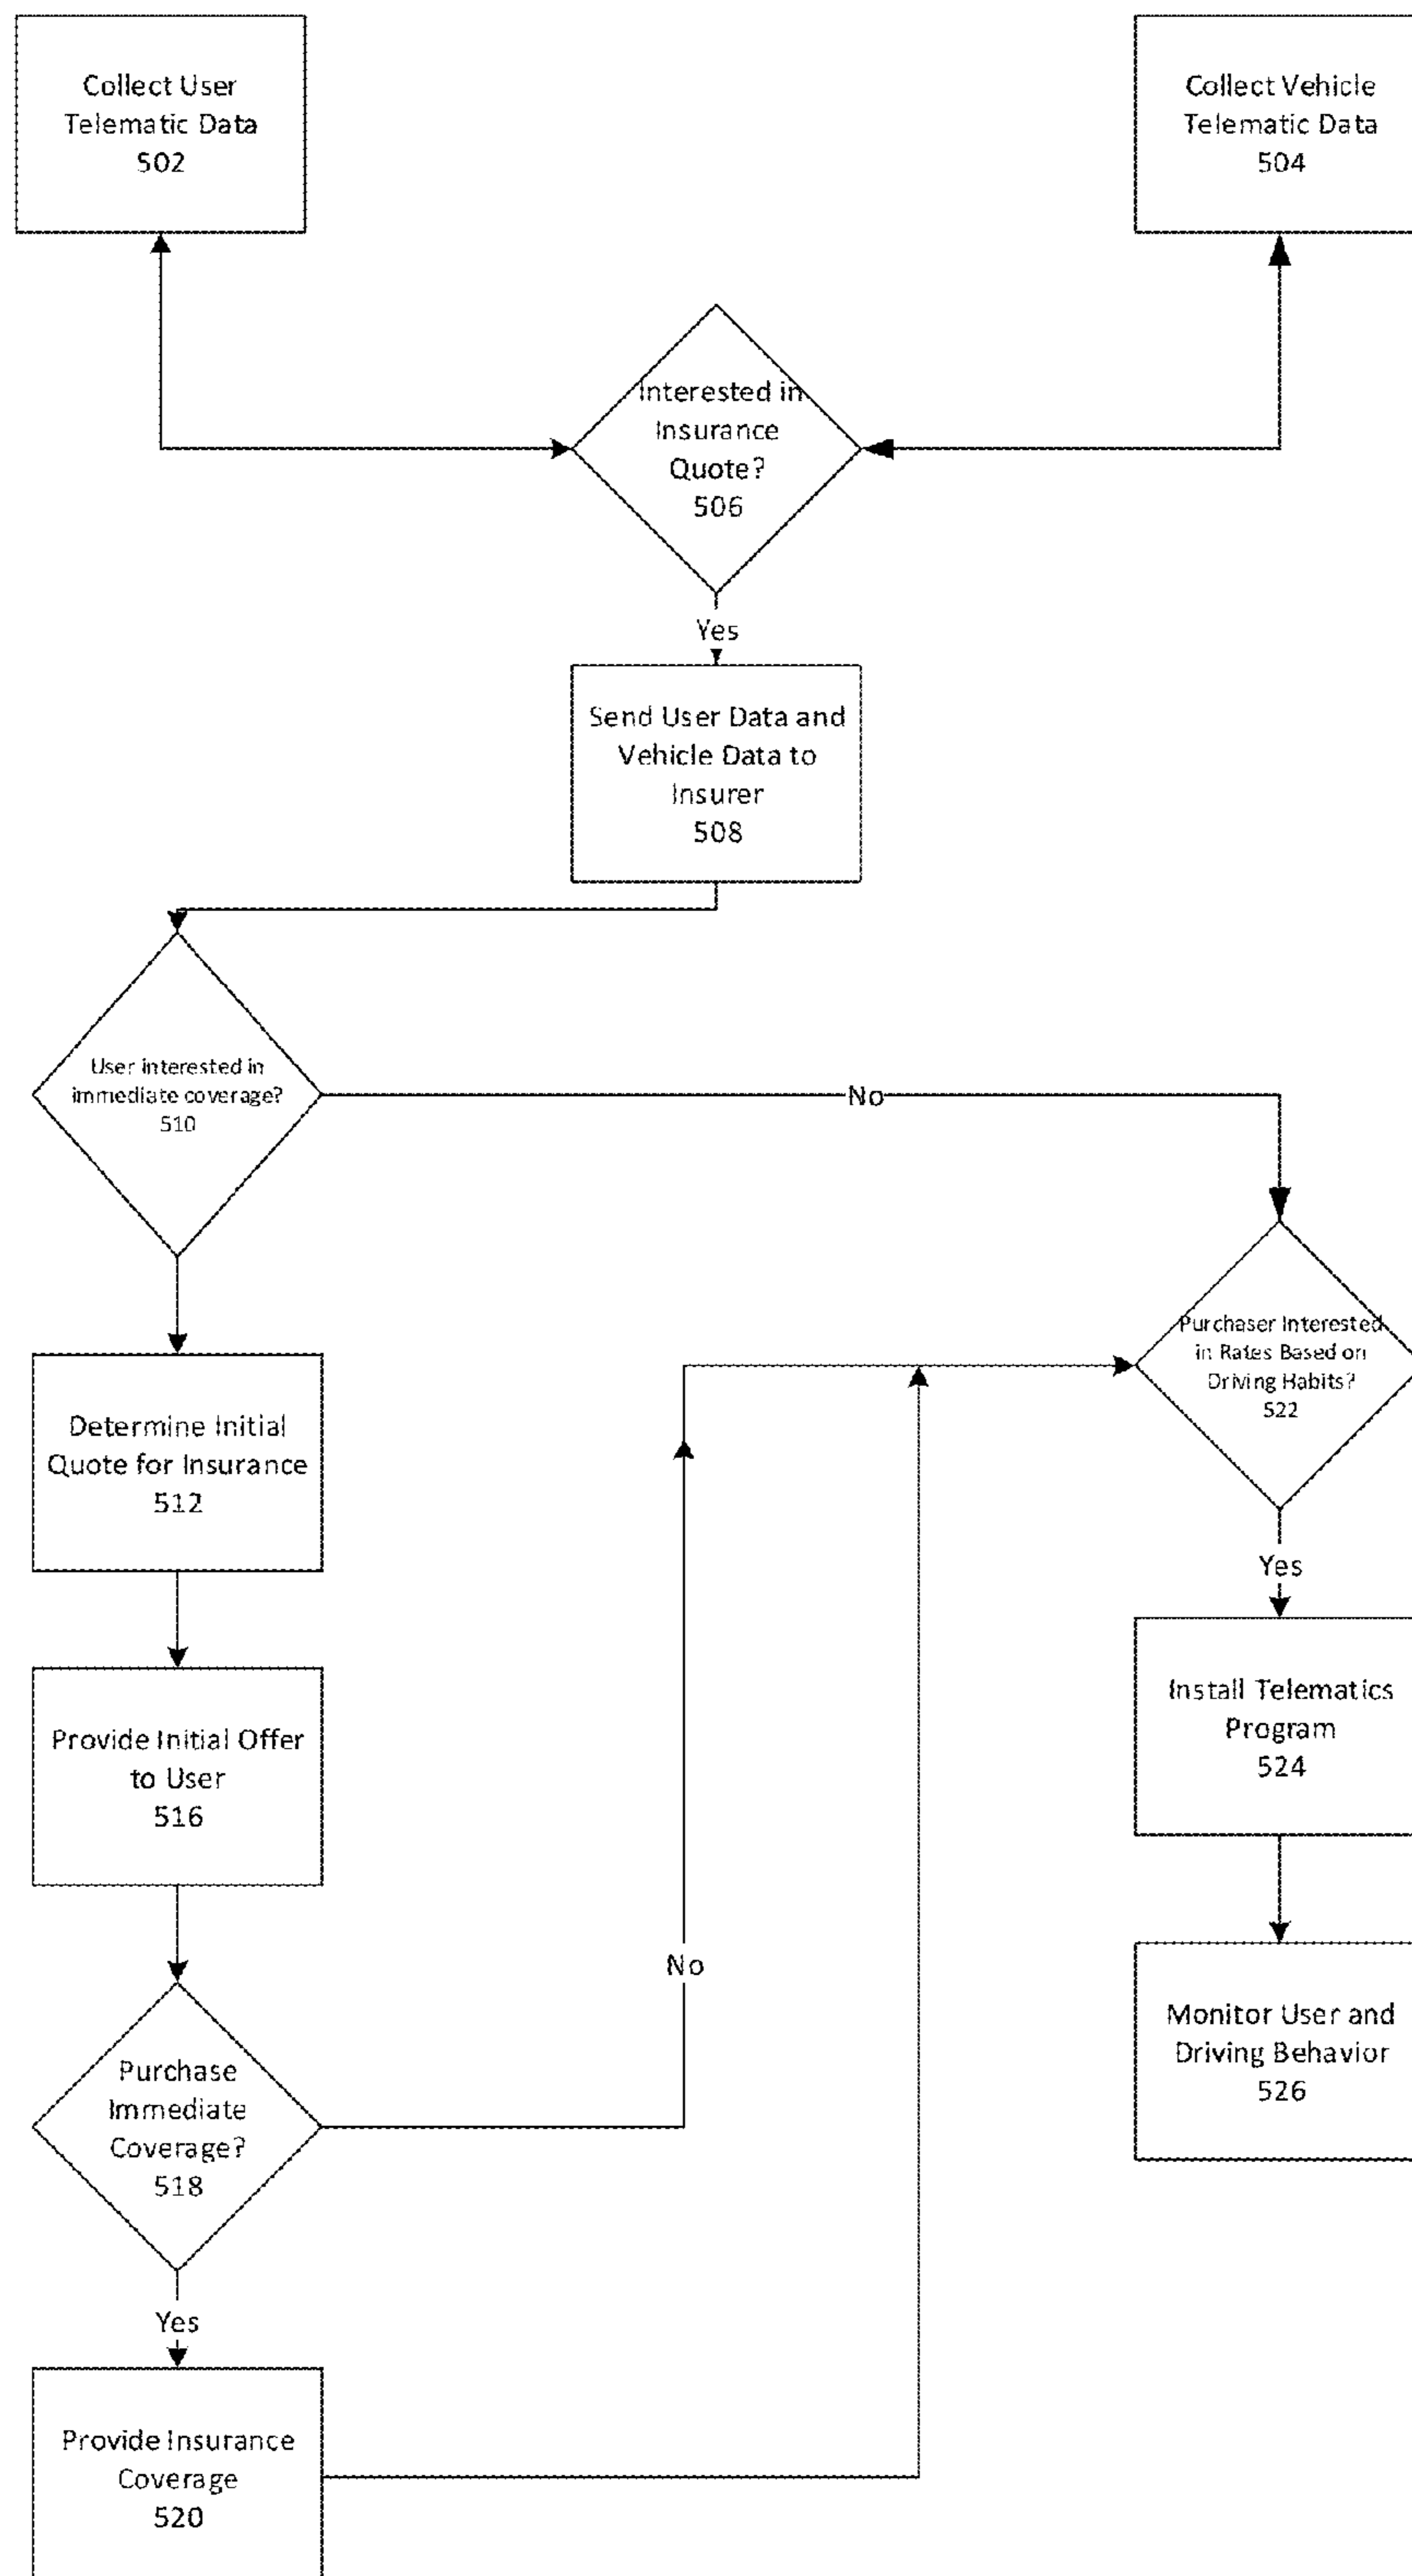 Collect User
Telematic Data
502
Collect Vehicle
Telematic Data
504
Interested in
Insurance
Quote?
506
Yes
Send User Data and
Vehicle Data to
Insurer
508
User interested in
immediate coverage?
510
No
Purchaser Interested
in Rates Based on
Driving Habits?
522
Determine Initial
Quote for Insurance
512
Yes
Install Telematics
Program
524
Provide Initial Offer
to User
516
No
Monitor User and
Driving Behavior
526
Purchase
Immediate
Coverage?
518
Yes
Provide Insurance
Coverage
520